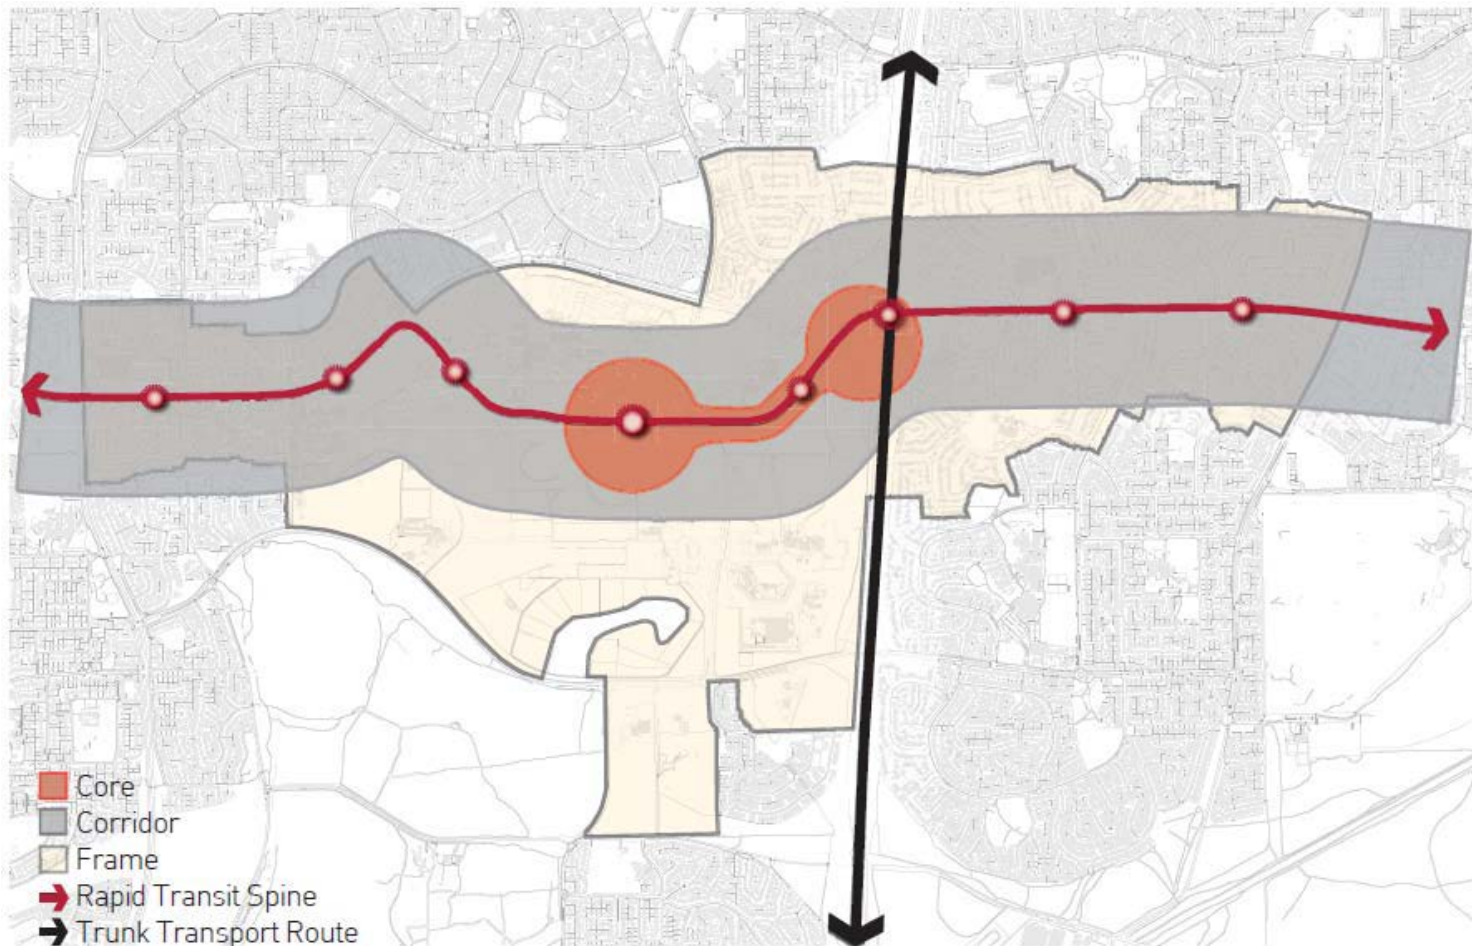 Core
Corridor
Frame
Rapid Transit Spine
Trunk Transport Route